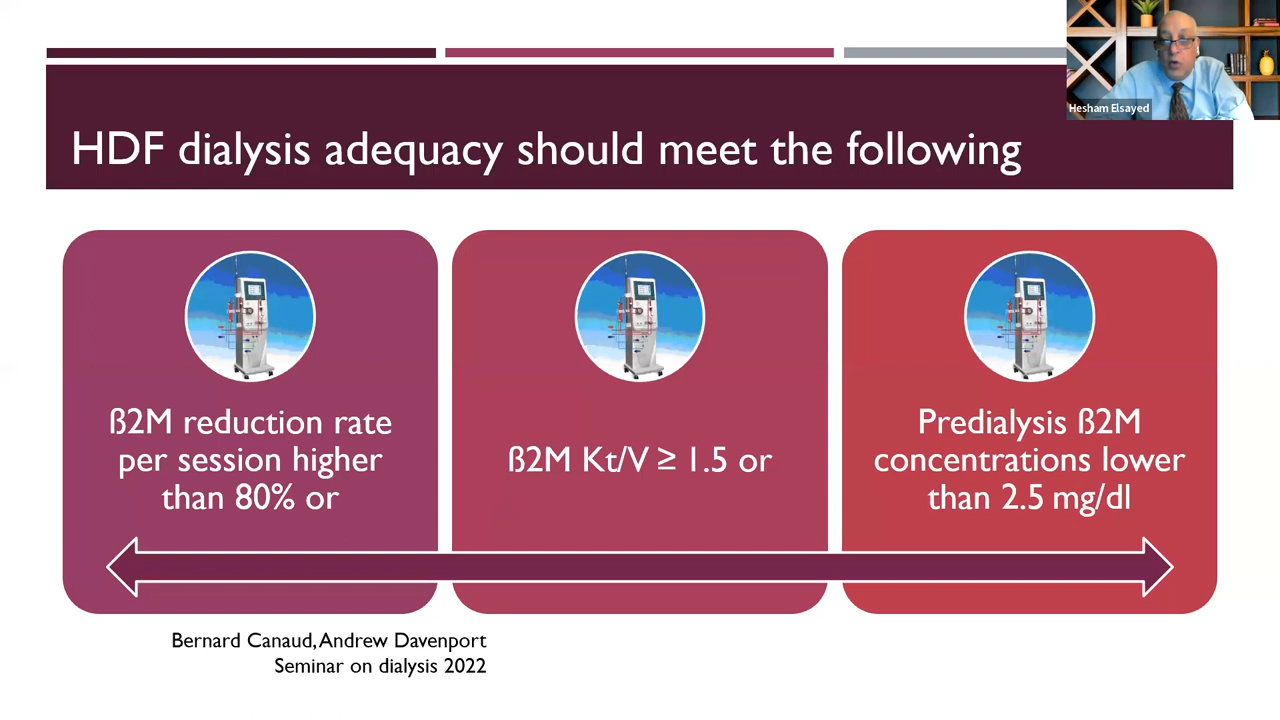 Hesham Elsayed
HDF dialysis adequacy should meet the following
ß2M reduction rate
per session higher
than 80% or
ß2M Kt/V ≥ 1.5 or
Predialysis ß2M
concentrations lower
than 2.5 mg/dl
Bernard Canaud, Andrew Davenport
Seminar on dialysis 2022